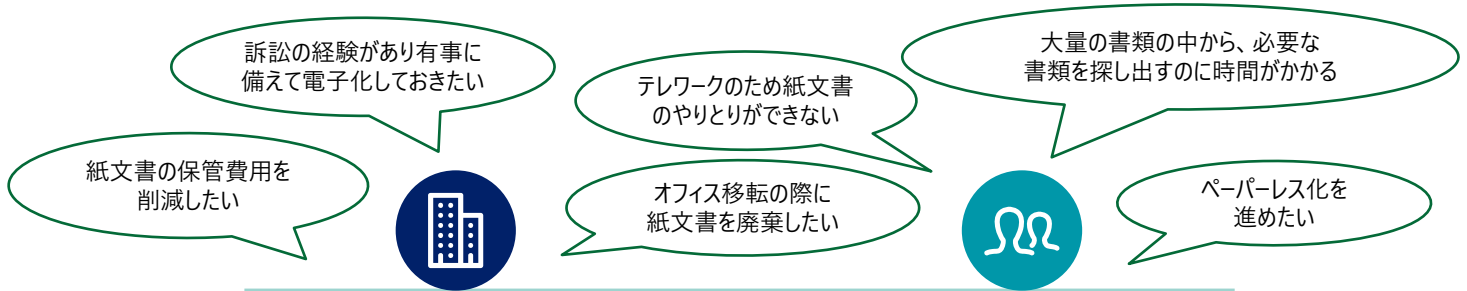 訴訟の経験があり有事に
備えて電子化しておきたい
紙文書の保管費用を
削減したい
テレワークのため紙文書
のやりとりができない
オフィス移転の際に
紙文書を廃棄したい
大量の書類の中から、必要な
書類を探し出すのに時間がかかる
ペーパーレス化を
進めたい